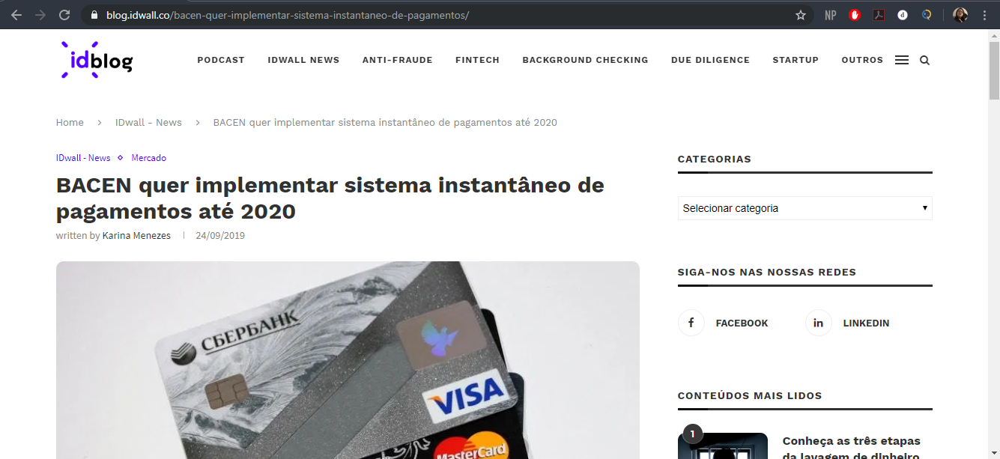 blog.idwall.co/bacen-quer-implementar-sistema-instantaneo-de-pagamentos/
NP
d
idblog
PODCAST IDWALL NEWS ANTI-FRAUDE FINTECH BACKGROUND CHECKING DUE DILIGENCE STARTUP OUTROS
Home > IDwall - News > BACEN quer implementar sistema instantâneo de pagamentos até 2020
IDwall - News ◇ Mercado
BACEN quer implementar sistema instantâneo de
pagamentos até 2020
written by Karina Menezes | 24/09/2019
СБЕРБАНК
VISA
MasterCard
CATEGORIAS
Selecionar categoria
SIGA-NOS NAS NOSSAS REDES
f FACEBOOK in LINKEDIN
CONTEÚDOS MAIS LIDOS
1
Conheça as três etapas
da lavagem de dinheiro